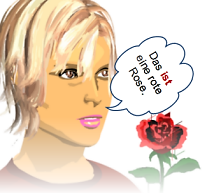 Das ist
eine rote
Rose.